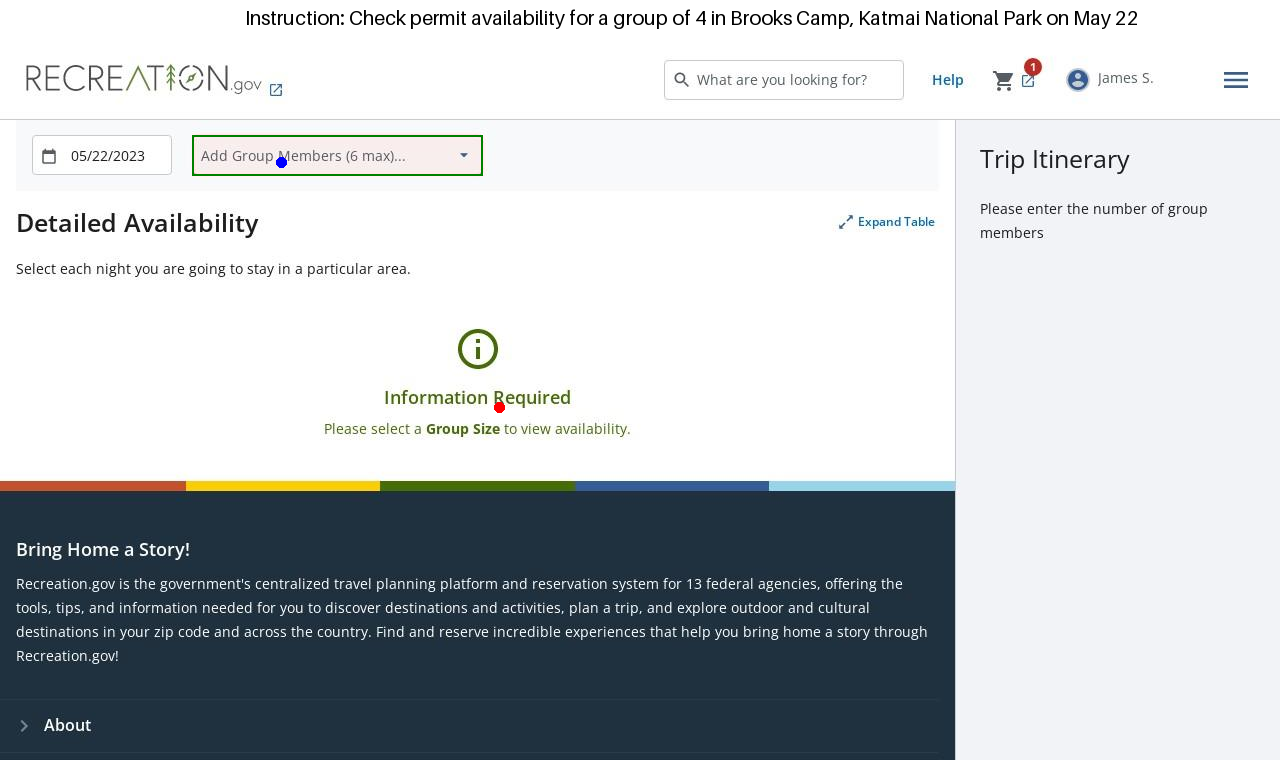 Instruction: Check permit availability for a group of 4 in Brooks Camp, Katmai National Park on May 22
RECREATION.gov
What are you looking for?
Help
1
James S.
05/22/2023
Add Group Members (6 max)...
Detailed Availability
Expand Table
Select each night you are going to stay in a particular area.
Information Required
Please select a Group Size to view availability.
Trip Itinerary
Please enter the number of group
members
Bring Home a Story!
Recreation.gov is the government's centralized travel planning platform and reservation system for 13 federal agencies, offering the
tools, tips, and information needed for you to discover destinations and activities, plan a trip, and explore outdoor and cultural
destinations in your zip code and across the country. Find and reserve incredible experiences that help you bring home a story through
Recreation.gov!
About